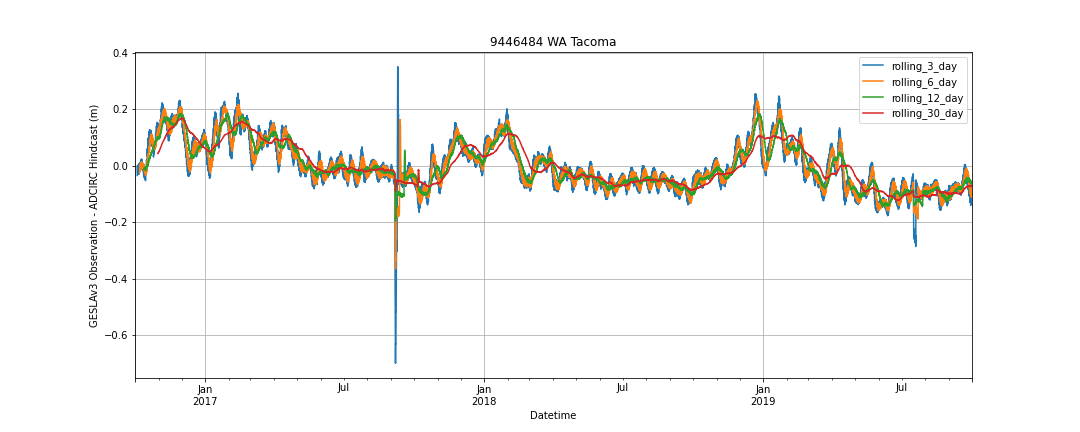 9446484 WA Tacoma
rolling_3_day
rolling_6_day
rolling_12_day
rolling_30_day
GESLAv3 Observation - ADCIRC Hindcast (m)
0.4
0.2
0.0
−0.2
−0.4
−0.6
Jan
2017
Jul
Jan
2018
Jul
Jan
2019
Jul
Datetime